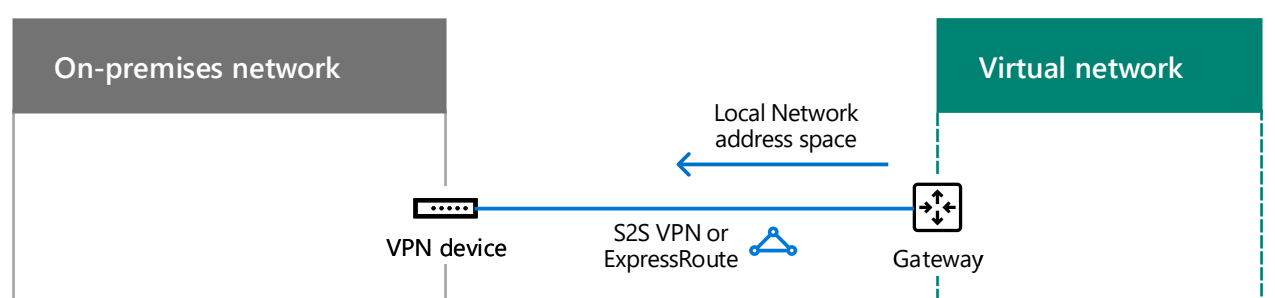 On-premises network
Virtual network
Local Network
address space
S2S VPN or
ExpressRoute
VPN device
Gateway